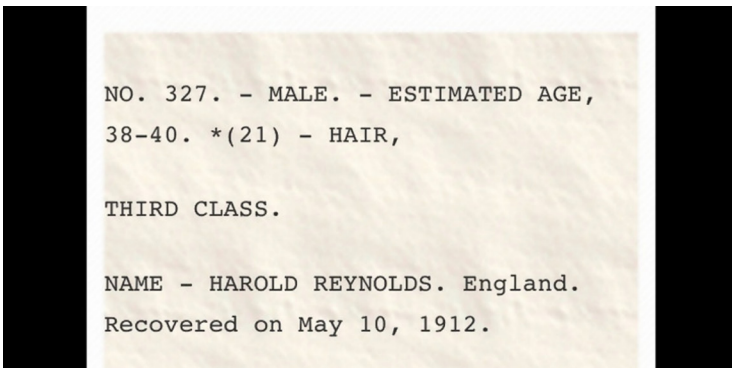 NO. 327. - MALE. - ESTIMATED AGE,
38-40. *(21) - HAIR,
THIRD CLASS.
NAME - HAROLD REYNOLDS. England.
Recovered on May 10, 1912.